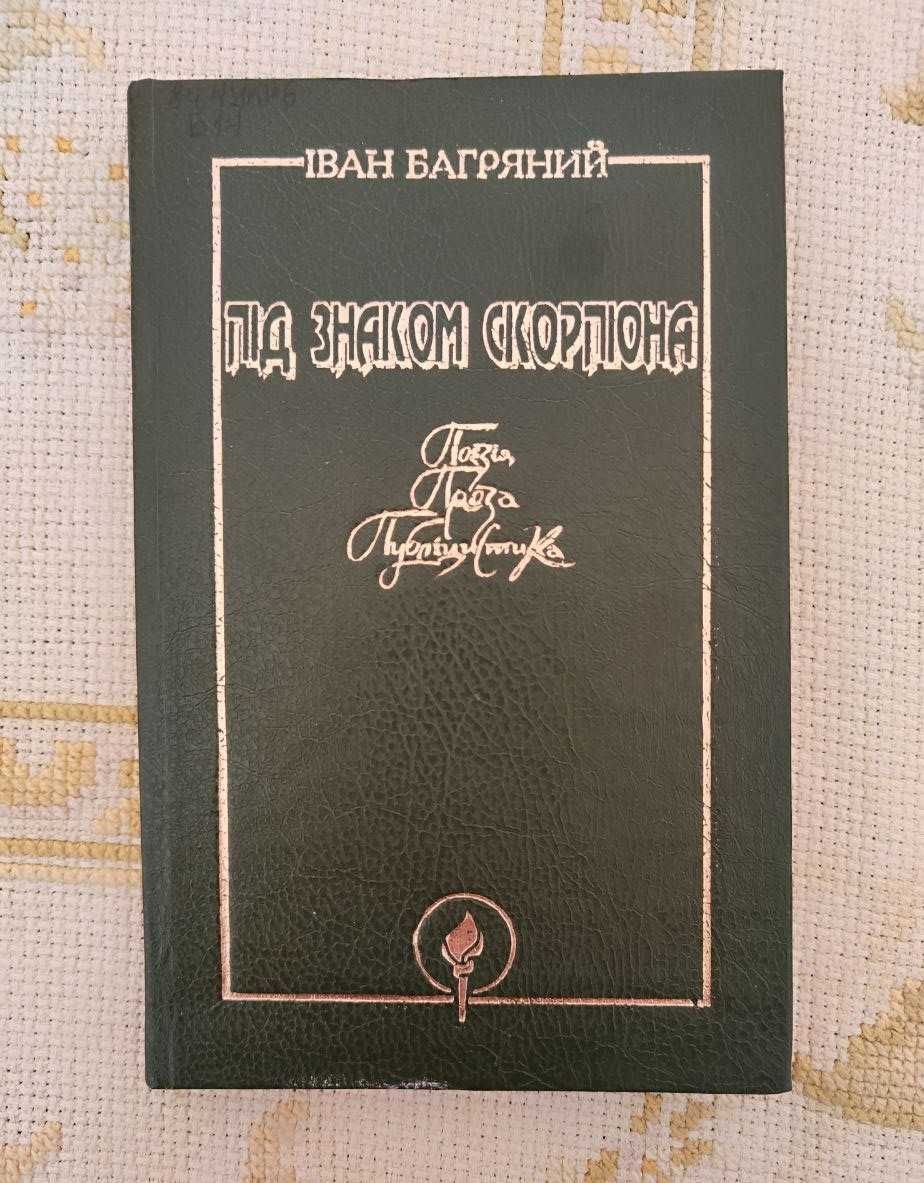 ІВАН БАГРЯНИЙ
ПІД ЗНАКОМ СКОРПІОНА
Поезія,
Проза
Публіцистика